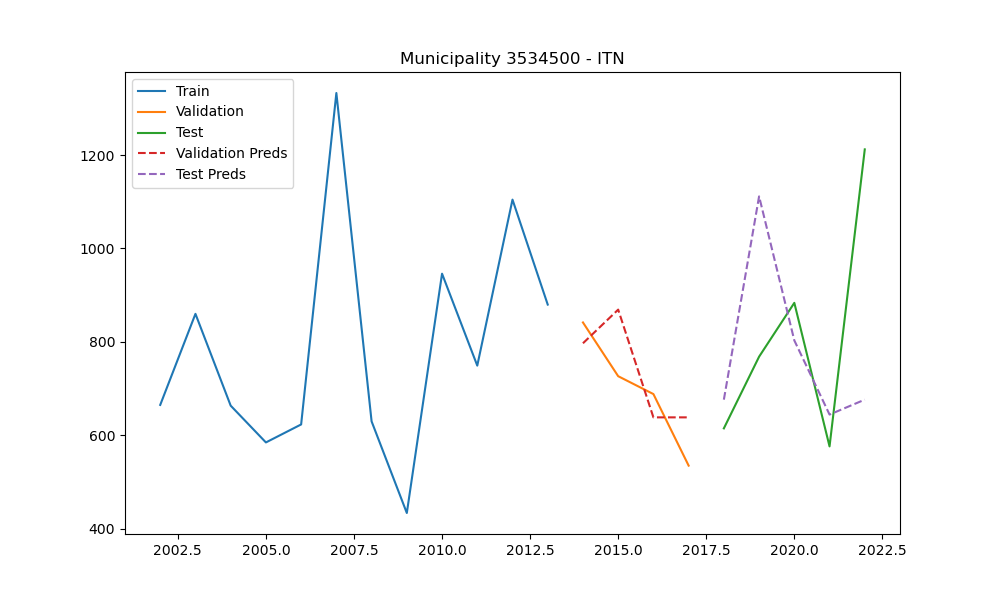 Municipality 3534500 - ITN
Train
Validation
Test
Validation Preds
Test Preds
1200
1000
800
600
400
2002.5 2005.0 2007.5 2010.0 2012.5 2015.0 2017.5 2020.0 2022.5